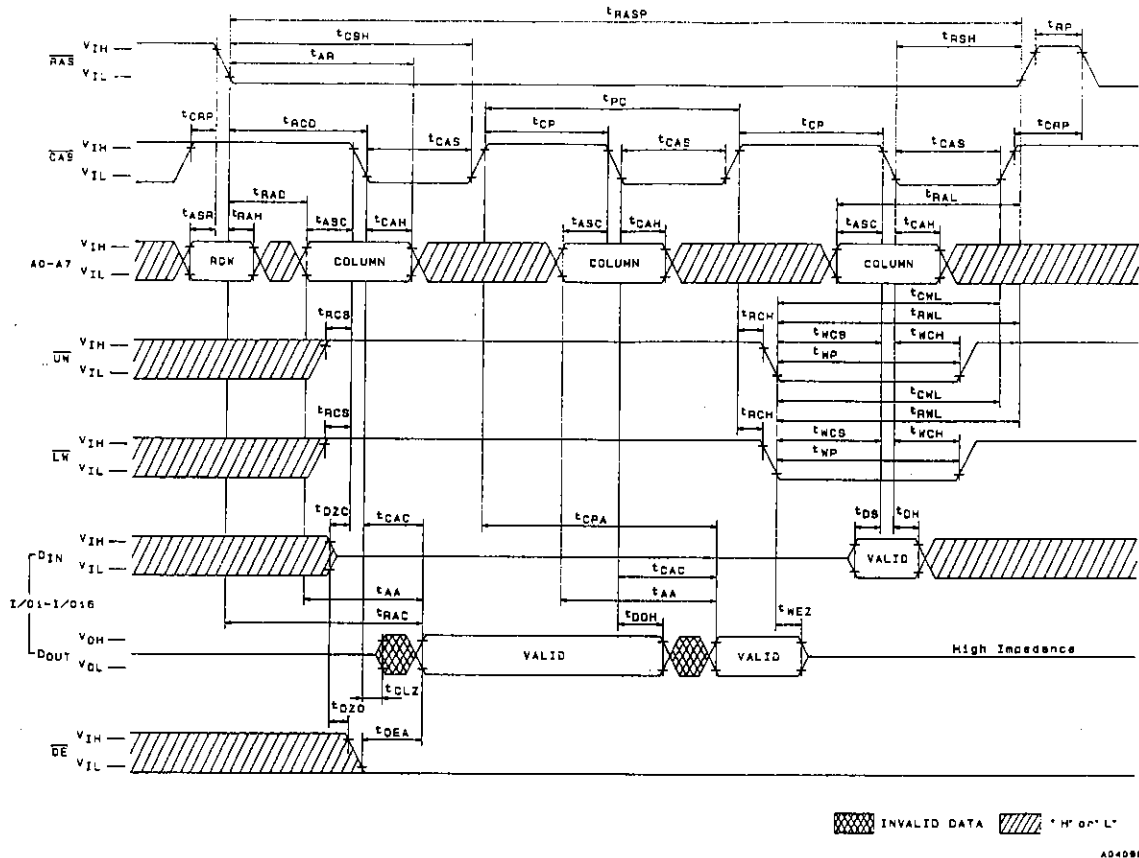 tRASP
tCSH tRSH tRP
tAR
RAS VIH
VIL
tPC
tCRP tRCD tCP tCP tCRP
tCAS tCAS tCAS
CAS VIH
VIL
tRAD tRAL
tASR tRAH tASC tCAH tASC tCAH tASC tCAH
A0-A7 VIH
VIL
ROW COLUMN COLUMN COLUMN
tCWL
tRCS tRCH tRWL
tWCS tWCH
tWP
UW VIH
VIL
tCWL
tRCS tRCH tRWL
tWCS tWCH
tWP
LW VIH
VIL
tDZC tCAC tCPA tDS tDH
DIN VIH
VIL
VALID
tCAC
I/O1-I/O16
tAA tAA
tRAC tDOH tWEZ
DOUT VOH
VOL
VALID VALID High Impedance
tCLZ
tDZO tOEA
OE VIH
VIL
INVALID DATA "H" or "L"